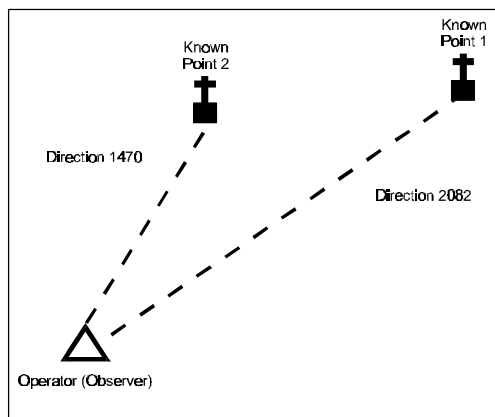 Known
Point 1
Known
Point 2
Direction 1470
Direction 2082
Operator (Observer)